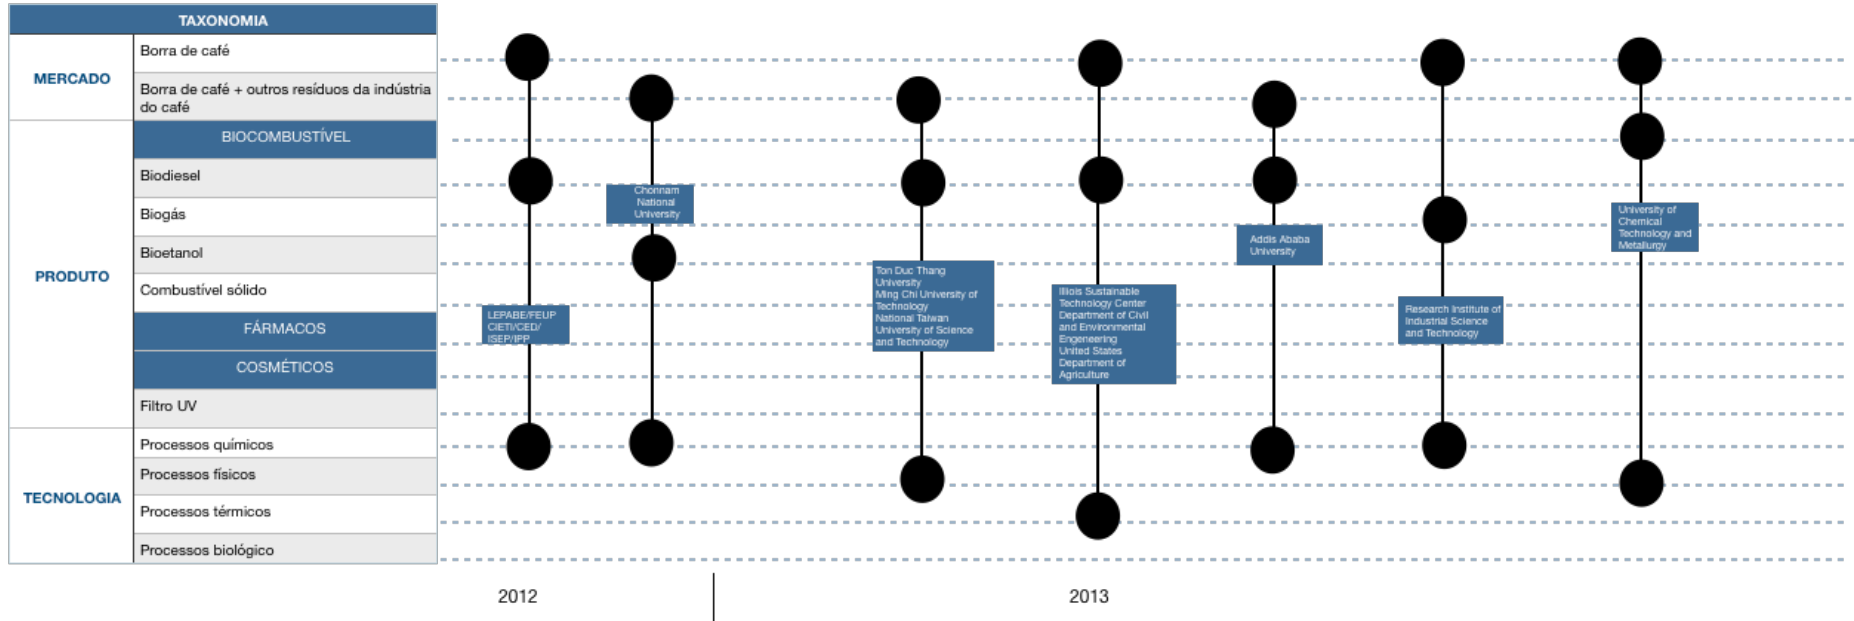 TAXONOMIA
MERCADO
Borra de café
Borra de café + outros resíduos da indústria
do café
PRODUTO
BIOCOMBUSTÍVEL
Biodiesel
Biogás
Bioetanol
Combustível sólido
FÁRMACOS
COSMÉTICOS
Filtro UV
TECNOLOGIA
Processos químicos
Processos físicos
Processos térmicos
Processos biológico
LEPABE/FEUP
CIETI/CED/
ISEP/IPP
Chonnam
National
University
Ton Duc Thang
University
Ming Chi University of
Technology
National Taiwan
University of Science
and Technology
Illiois Sustainable
Technology Center
Department of Civil
and Environmental
Engeneering
United States
Department of
Agriculture
Addis Ababa
University
Research Institute of
Industrial Science
and Technology
University of
Chemical
Technology and
Metallurgy
2012
2013